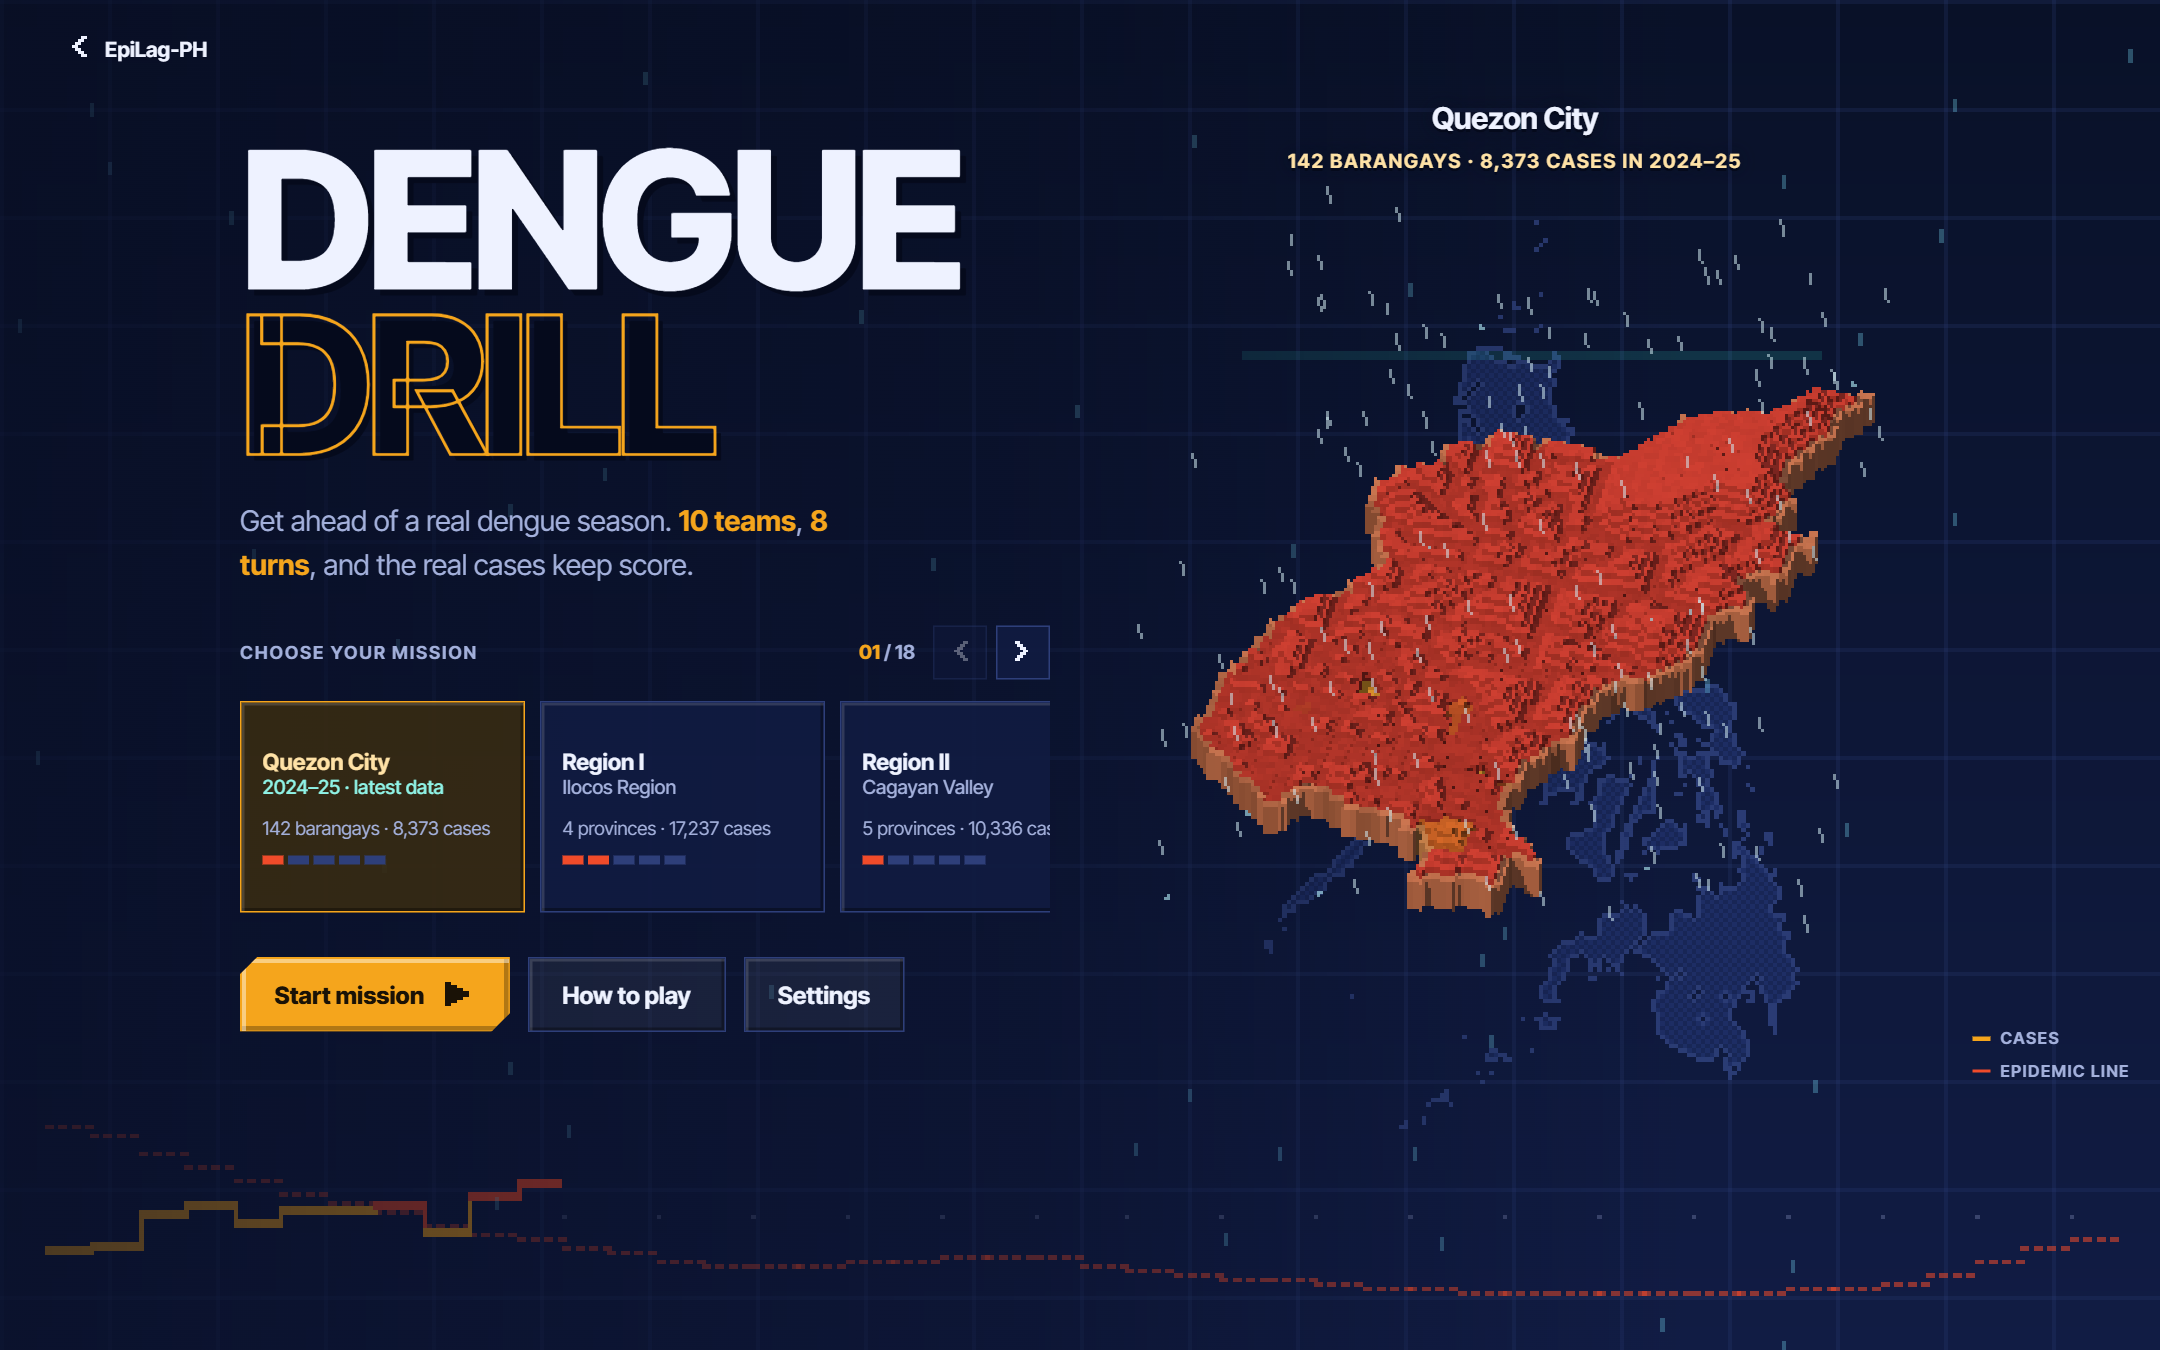 EpiLag-PH
DENGUE
DRILL
Get ahead of a real dengue season. 10 teams, 8
turns, and the real cases keep score.
CHOOSE YOUR MISSION
01 / 18
Quezon City
2024–25 · latest data
142 barangays · 8,373 cases
Region I
Ilocos Region
4 provinces · 17,237 cases
Region II
Cagayan Valley
5 provinces · 10,336 cas
Start mission
How to play
Settings
Quezon City
142 BARANGAYS · 8,373 CASES IN 2024–25
CASES
EPIDEMIC LINE